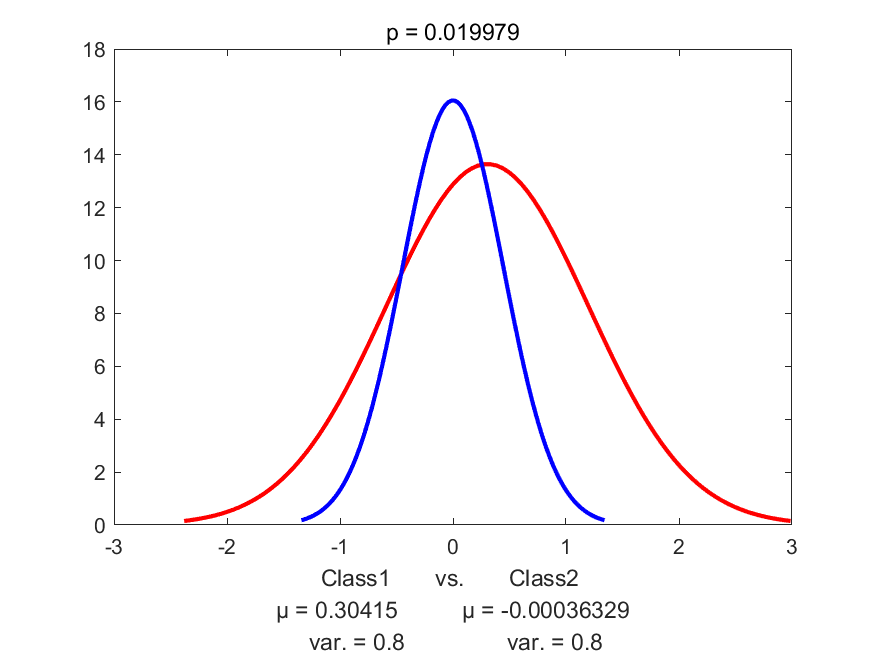 p = 0.019979
18
16
14
12
10
8
6
4
2
0
-3 -2 -1 0 1 2 3
Class1 vs. Class2
µ = 0.30415 µ = -0.00036329
var. = 0.8 var. = 0.8